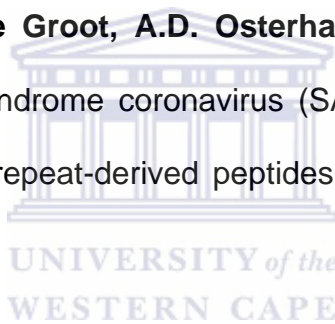 e Groot, A.D. Osterha
ndrome coronavirus (SA
repeat-derived peptides
UNIVERSITY of the
WESTERN CAPE